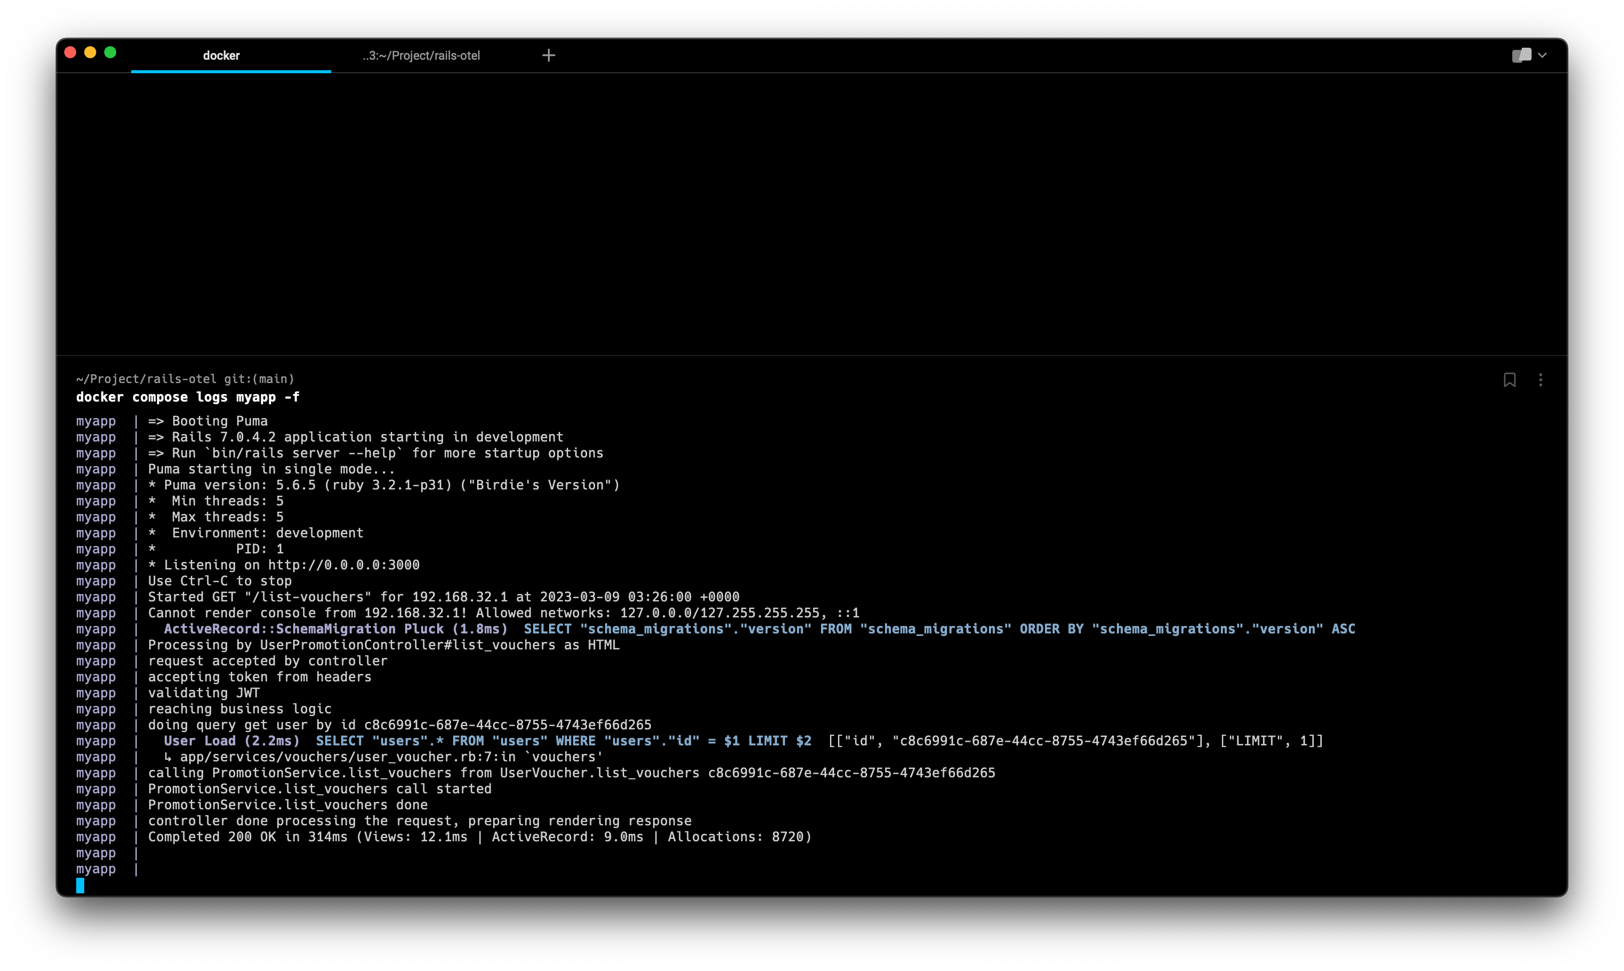 docker
..3:~/Project/rails-otel
~/Project/rails-otel git:(main)
docker compose logs myapp -f
myapp  | => Booting Puma
myapp  | => Rails 7.0.4.2 application starting in development
myapp  | => Run `bin/rails server --help` for more startup options
myapp  | Puma starting in single mode...
myapp  | * Puma version: 5.6.5 (ruby 3.2.1-p31) ("Birdie's Version")
myapp  | *  Min threads: 5
myapp  | *  Max threads: 5
myapp  | *  Environment: development
myapp  | *          PID: 1
myapp  | * Listening on http://0.0.0.0:3000
myapp  | Use Ctrl-C to stop
myapp  | Started GET "/list-vouchers" for 192.168.32.1 at 2023-03-09 03:26:00 +0000
myapp  | Cannot render console from 192.168.32.1! Allowed networks: 127.0.0.0/127.255.255.255, ::1
myapp  |   ActiveRecord::SchemaMigration Pluck (1.8ms)  SELECT "schema_migrations"."version" FROM "schema_migrations" ORDER BY "schema_migrations"."version" ASC
myapp  | Processing by UserPromotionController#list_vouchers as HTML
myapp  | request accepted by controller
myapp  | accepting token from headers
myapp  | validating JWT
myapp  | reaching business logic
myapp  | doing query get user by id c8c6991c-687e-44cc-8755-4743ef66d265
myapp  |   User Load (2.2ms)  SELECT "users".* FROM "users" WHERE "users"."id" = $1 LIMIT $2  [["id", "c8c6991c-687e-44cc-8755-4743ef66d265"], ["LIMIT", 1]]
myapp  |   ↳ app/services/vouchers/user_voucher.rb:7:in `vouchers'
myapp  | calling PromotionService.list_vouchers from UserVoucher.list_vouchers c8c6991c-687e-44cc-8755-4743ef66d265
myapp  | PromotionService.list_vouchers call started
myapp  | PromotionService.list_vouchers done
myapp  | controller done processing the request, preparing rendering response
myapp  | Completed 200 OK in 314ms (Views: 12.1ms | ActiveRecord: 9.0ms | Allocations: 8720)
myapp  |
myapp  |